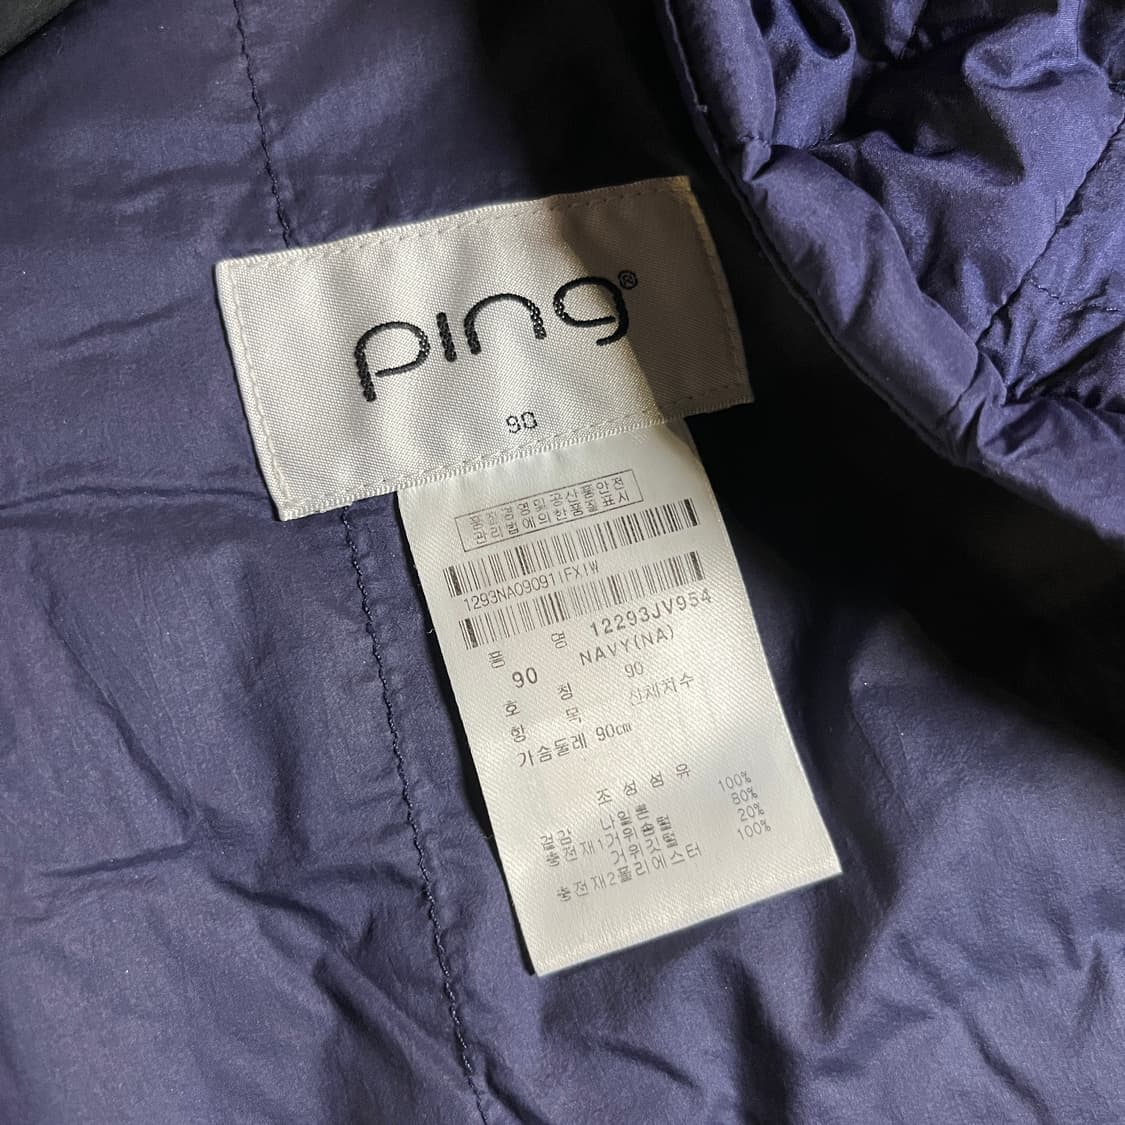 ping®
90
품질경영및공산품안전
관리법에의한품질표시
1293NA09091IFXIW
품 명 12293JV954
NAVY(NA)
90
호 칭 90
항 목 신체치수
가슴둘레 90cm
조성섬유
겉감 나일론 100%
충전재1 거위 80%
거위깃털 20%
충전재2 폴리에스터 100%